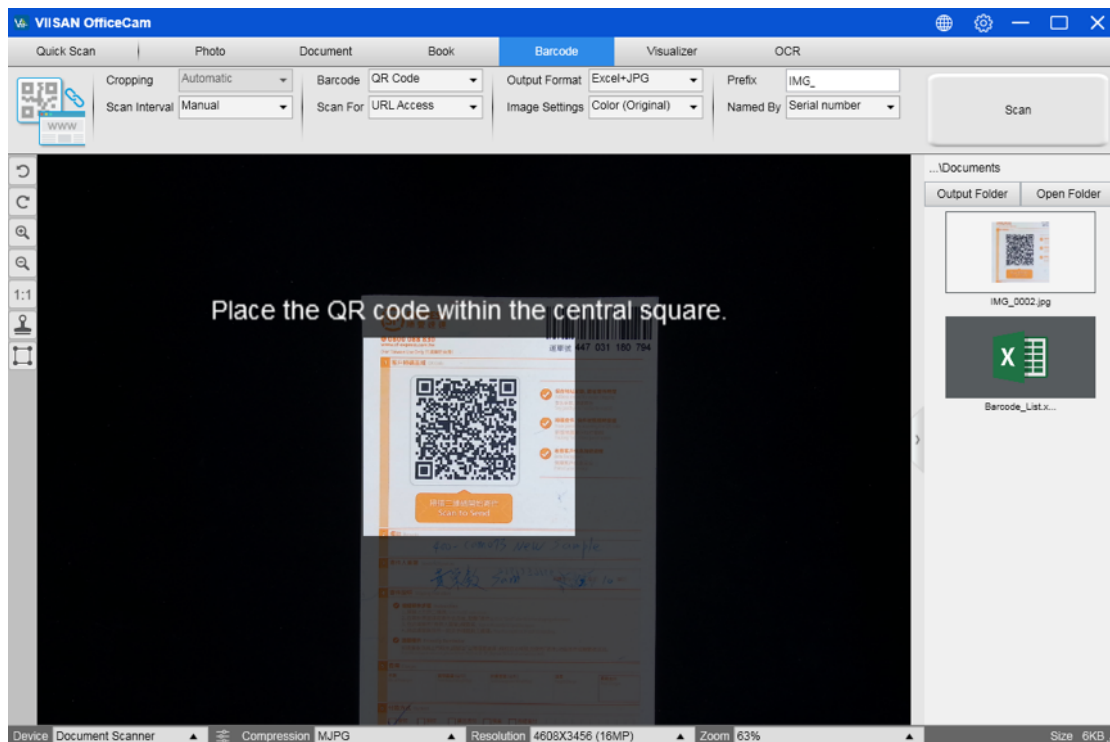 VIISAN OfficeCam
Quick Scan
Photo
Document
Book
Barcode
Visualizer
OCR
Cropping
Automatic
Barcode
QR Code
Output Format
Excel+JPG
Prefix
IMG_
Scan Interval
Manual
Scan For
URL Access
Image Settings
Color (Original)
Named By
Serial number
Scan
WWW
...\Documents
Output Folder
Open Folder
1:1
IMG_0002.jpg
Barcode_List.x...
Place the QR code within the central square.
447 031 180 794
Scan to Send
Device
Document Scanner
Compression
MJPG
Resolution
4608X3456 (16MP)
Zoom
63%
Size 6KB